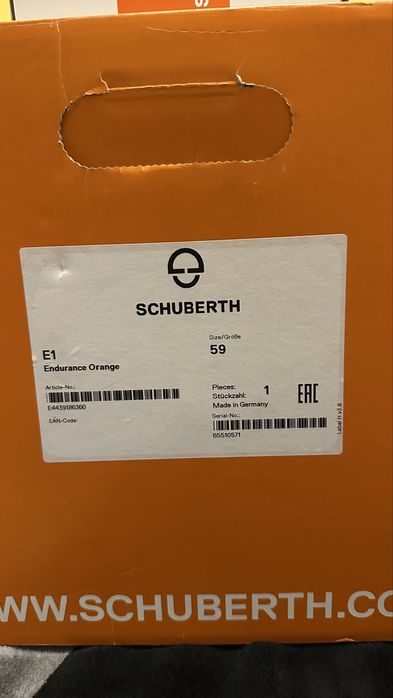 SCHUBERTH
E1
Endurance Orange
Size/Größe
59
Article-No.:
E4439186360
EAN-Code:
Pieces:
Stückzahl: 1
Made in Germany
EAC
Serial-No.:
65510571
Label H v3.8
WW.SCHUBERTH.CO